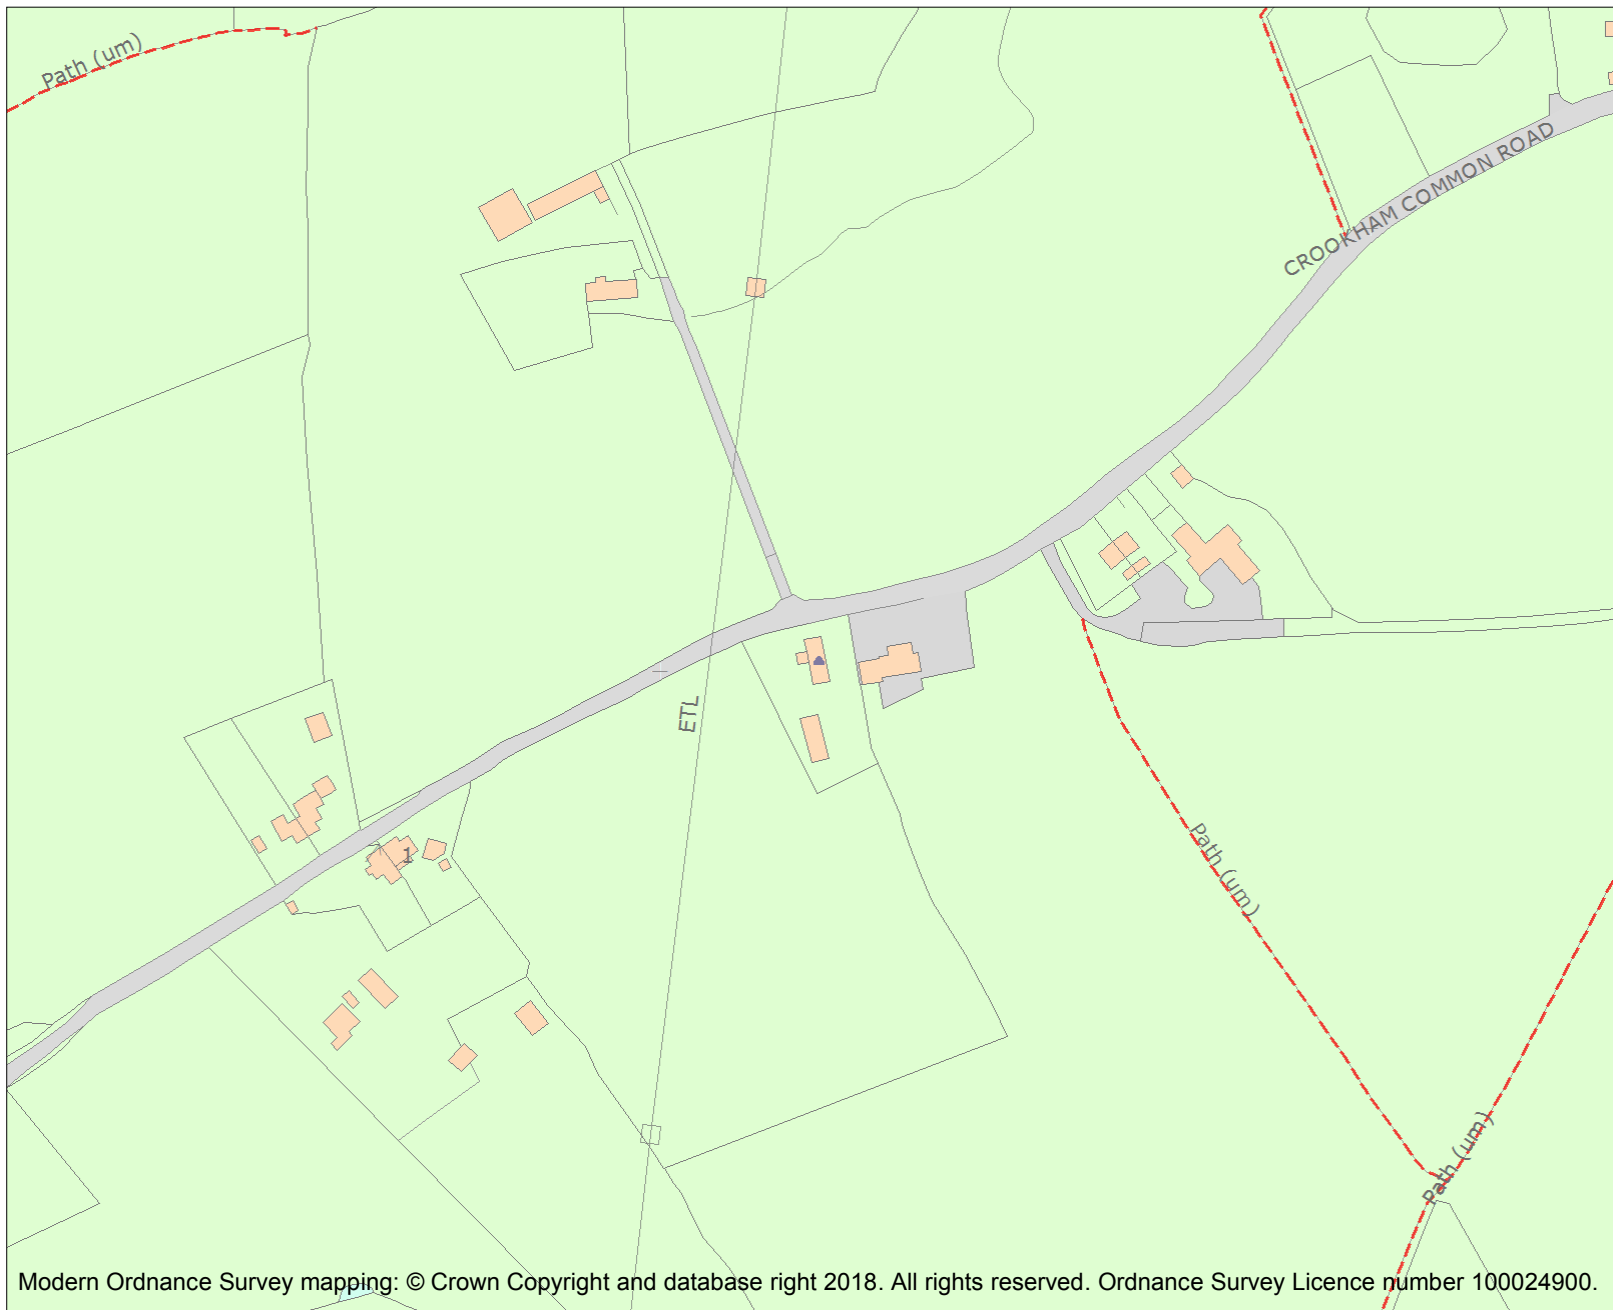 Path (um)
CROOKHAM COMMON ROAD
ETL
1
Path (um)
Path (um)
Modern Ordnance Survey mapping: © Crown Copyright and database right 2018. All rights reserved. Ordnance Survey Licence number 100024900.